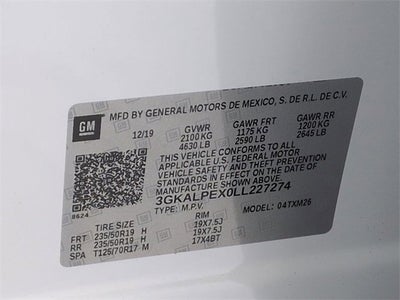 MFD BY GENERAL MOTORS DE MEXICO, S. DE R.L. DE C.V.
GM 12/19 GVWR GAWR FRT GAWR RR
2100 KG 1175 KG 1200 KG
4630 LB 2590 LB 2645 LB
THIS VEHICLE CONFORMS TO ALL
APPLICABLE U.S. FEDERAL MOTOR
VEHICLE SAFETY STANDARDS
IN EFFECT ON THE DATE OF
MANUFACTURE SHOWN ABOVE.
3GKALPEX0LL227274
8624 TYPE: M.P.V. MODEL: 04TXM26
TIRE SIZE RIM
FRT 235/50R19 H 19X7.5J
RR 235/50R19 H 19X7.5J
SPA T125/70R17 M 17X4BT